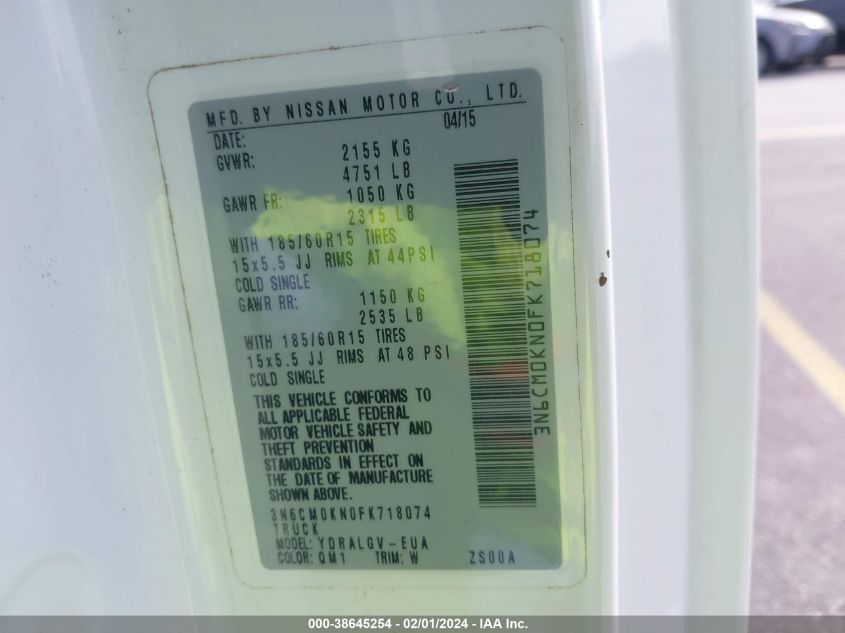 MFD. BY NISSAN MOTOR CO., LTD.
DATE: 04/15
GVWR: 2155 KG
4751 LB
GAWR FR: 1050 KG
2315 LB
WITH 185/60R15 TIRES
15x5.5 JJ RIMS AT 44PSI
COLD SINGLE
GAWR RR: 1150 KG
2535 LB
WITH 185/60R15 TIRES
15x5.5 JJ RIMS AT 48 PSI
COLD SINGLE
THIS VEHICLE CONFORMS TO
ALL APPLICABLE FEDERAL
MOTOR VEHICLE SAFETY AND
THEFT PREVENTION
STANDARDS IN EFFECT ON
THE DATE OF MANUFACTURE
SHOWN ABOVE.
3N6CM0KN0FK718074
TRUCK
MODEL: YDRALGV-EUA
COLOR: QM1 TRIM: W ZS00A
3N6CM0KN0FK718074
000-38645254 - 02/01/2024 - IAA Inc.